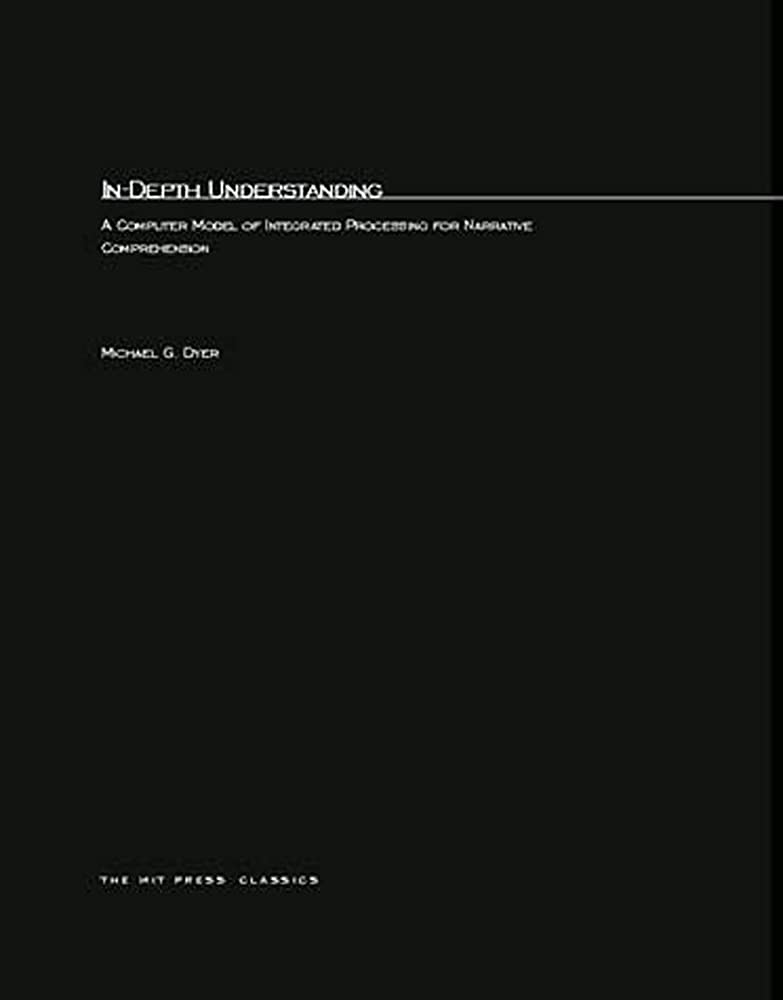 In-Depth Understanding
A Computer Model of Integrated Processing for Narrative
Comprehension
Michael G. Dyer
THE MIT PRESS CLASSICS